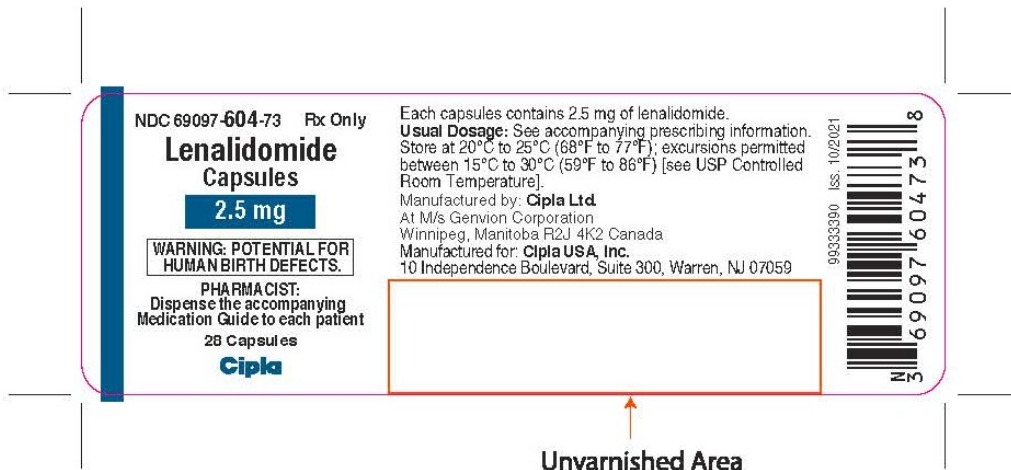 NDC 69097-604-73 Rx Only
Lenalidomide
Capsules
2.5 mg
WARNING: POTENTIAL FOR
HUMAN BIRTH DEFECTS.
PHARMACIST:
Dispense the accompanying
Medication Guide to each patient
28 Capsules
Cipla
Each capsules contains 2.5 mg of lenalidomide.
Usual Dosage: See accompanying prescribing information.
Store at 20°C to 25°C (68°F to 77°F); excursions permitted
between 15°C to 30°C (59°F to 86°F) [see USP Controlled
Room Temperature].
Manufactured by: Cipla Ltd.
At M/s Genvion Corporation
Winnipeg, Manitoba R2J 4K2 Canada
Manufactured for: Cipla USA, Inc.
10 Independence Boulevard, Suite 300, Warren, NJ 07059
99333390 Iss. 10/2021
N
3 69097 60473 8
Unvarnished Area